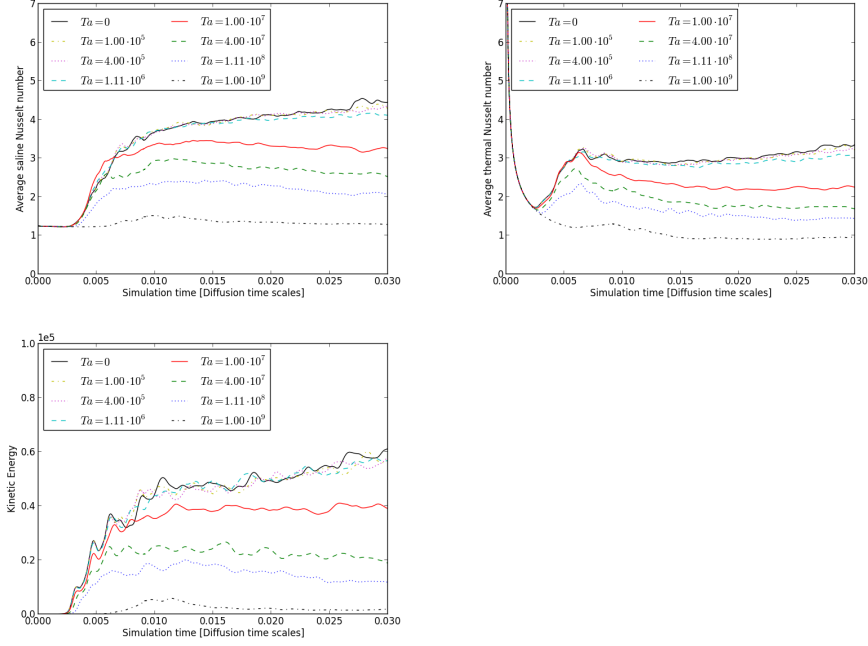 7
6
5
4
3
2
1
0
Average saline Nusselt number
Ta=0
Ta=1.00·10^5
Ta=4.00·10^5
Ta=1.11·10^6
Ta=1.00·10^7
Ta=4.00·10^7
Ta=1.11·10^8
Ta=1.00·10^9
0.000 0.005 0.010 0.015 0.020 0.025 0.030
Simulation time [Diffusion time scales]
7
6
5
4
3
2
1
0
Average thermal Nusselt number
Ta=0
Ta=1.00·10^5
Ta=4.00·10^5
Ta=1.11·10^6
Ta=1.00·10^7
Ta=4.00·10^7
Ta=1.11·10^8
Ta=1.00·10^9
0.000 0.005 0.010 0.015 0.020 0.025 0.030
Simulation time [Diffusion time scales]
1e5
1.0
0.8
0.6
0.4
0.2
0.0
Kinetic Energy
Ta=0
Ta=1.00·10^5
Ta=4.00·10^5
Ta=1.11·10^6
Ta=1.00·10^7
Ta=4.00·10^7
Ta=1.11·10^8
Ta=1.00·10^9
0.000 0.005 0.010 0.015 0.020 0.025 0.030
Simulation time [Diffusion time scales]